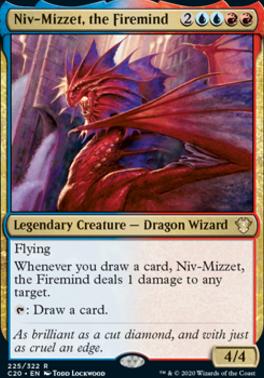 Niv-Mizzet, the Firemind 2
Legendary Creature — Dragon Wizard
Flying
Whenever you draw a card, Niv-Mizzet,
the Firemind deals 1 damage to any
target.
: Draw a card.
As brilliant as a cut diamond, and with just
as cruel an edge.
4/4
225/322 R
C20 • EN Todd Lockwood
™ & © 2020 Wizards of the Coast